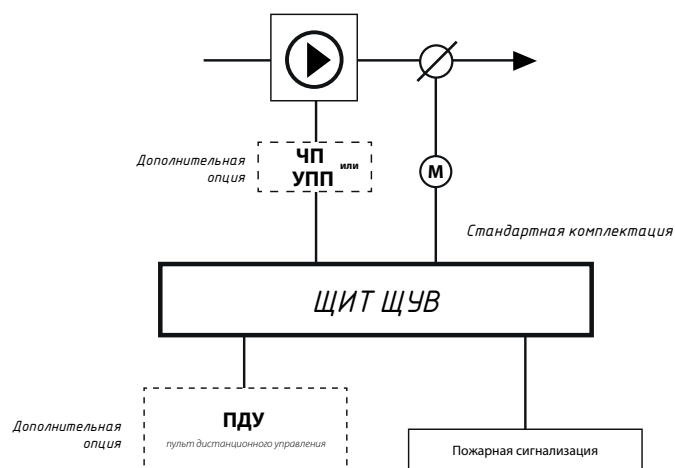 Дополнительная
опция
ЧП или
УПП
М
Стандартная комплектация
ЩИТ ЩУВ
Дополнительная
опция
ПДУ
пульт дистанционного управления
Пожарная сигнализация